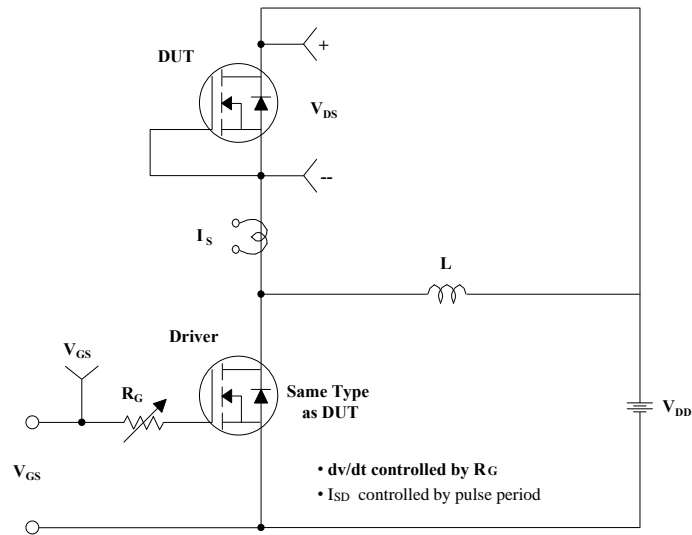 DUT
+
VDS
--
IS
L
Driver
VGS
RG
Same Type
as DUT
VDD
VGS
• dv/dt controlled by RG
• ISD controlled by pulse period